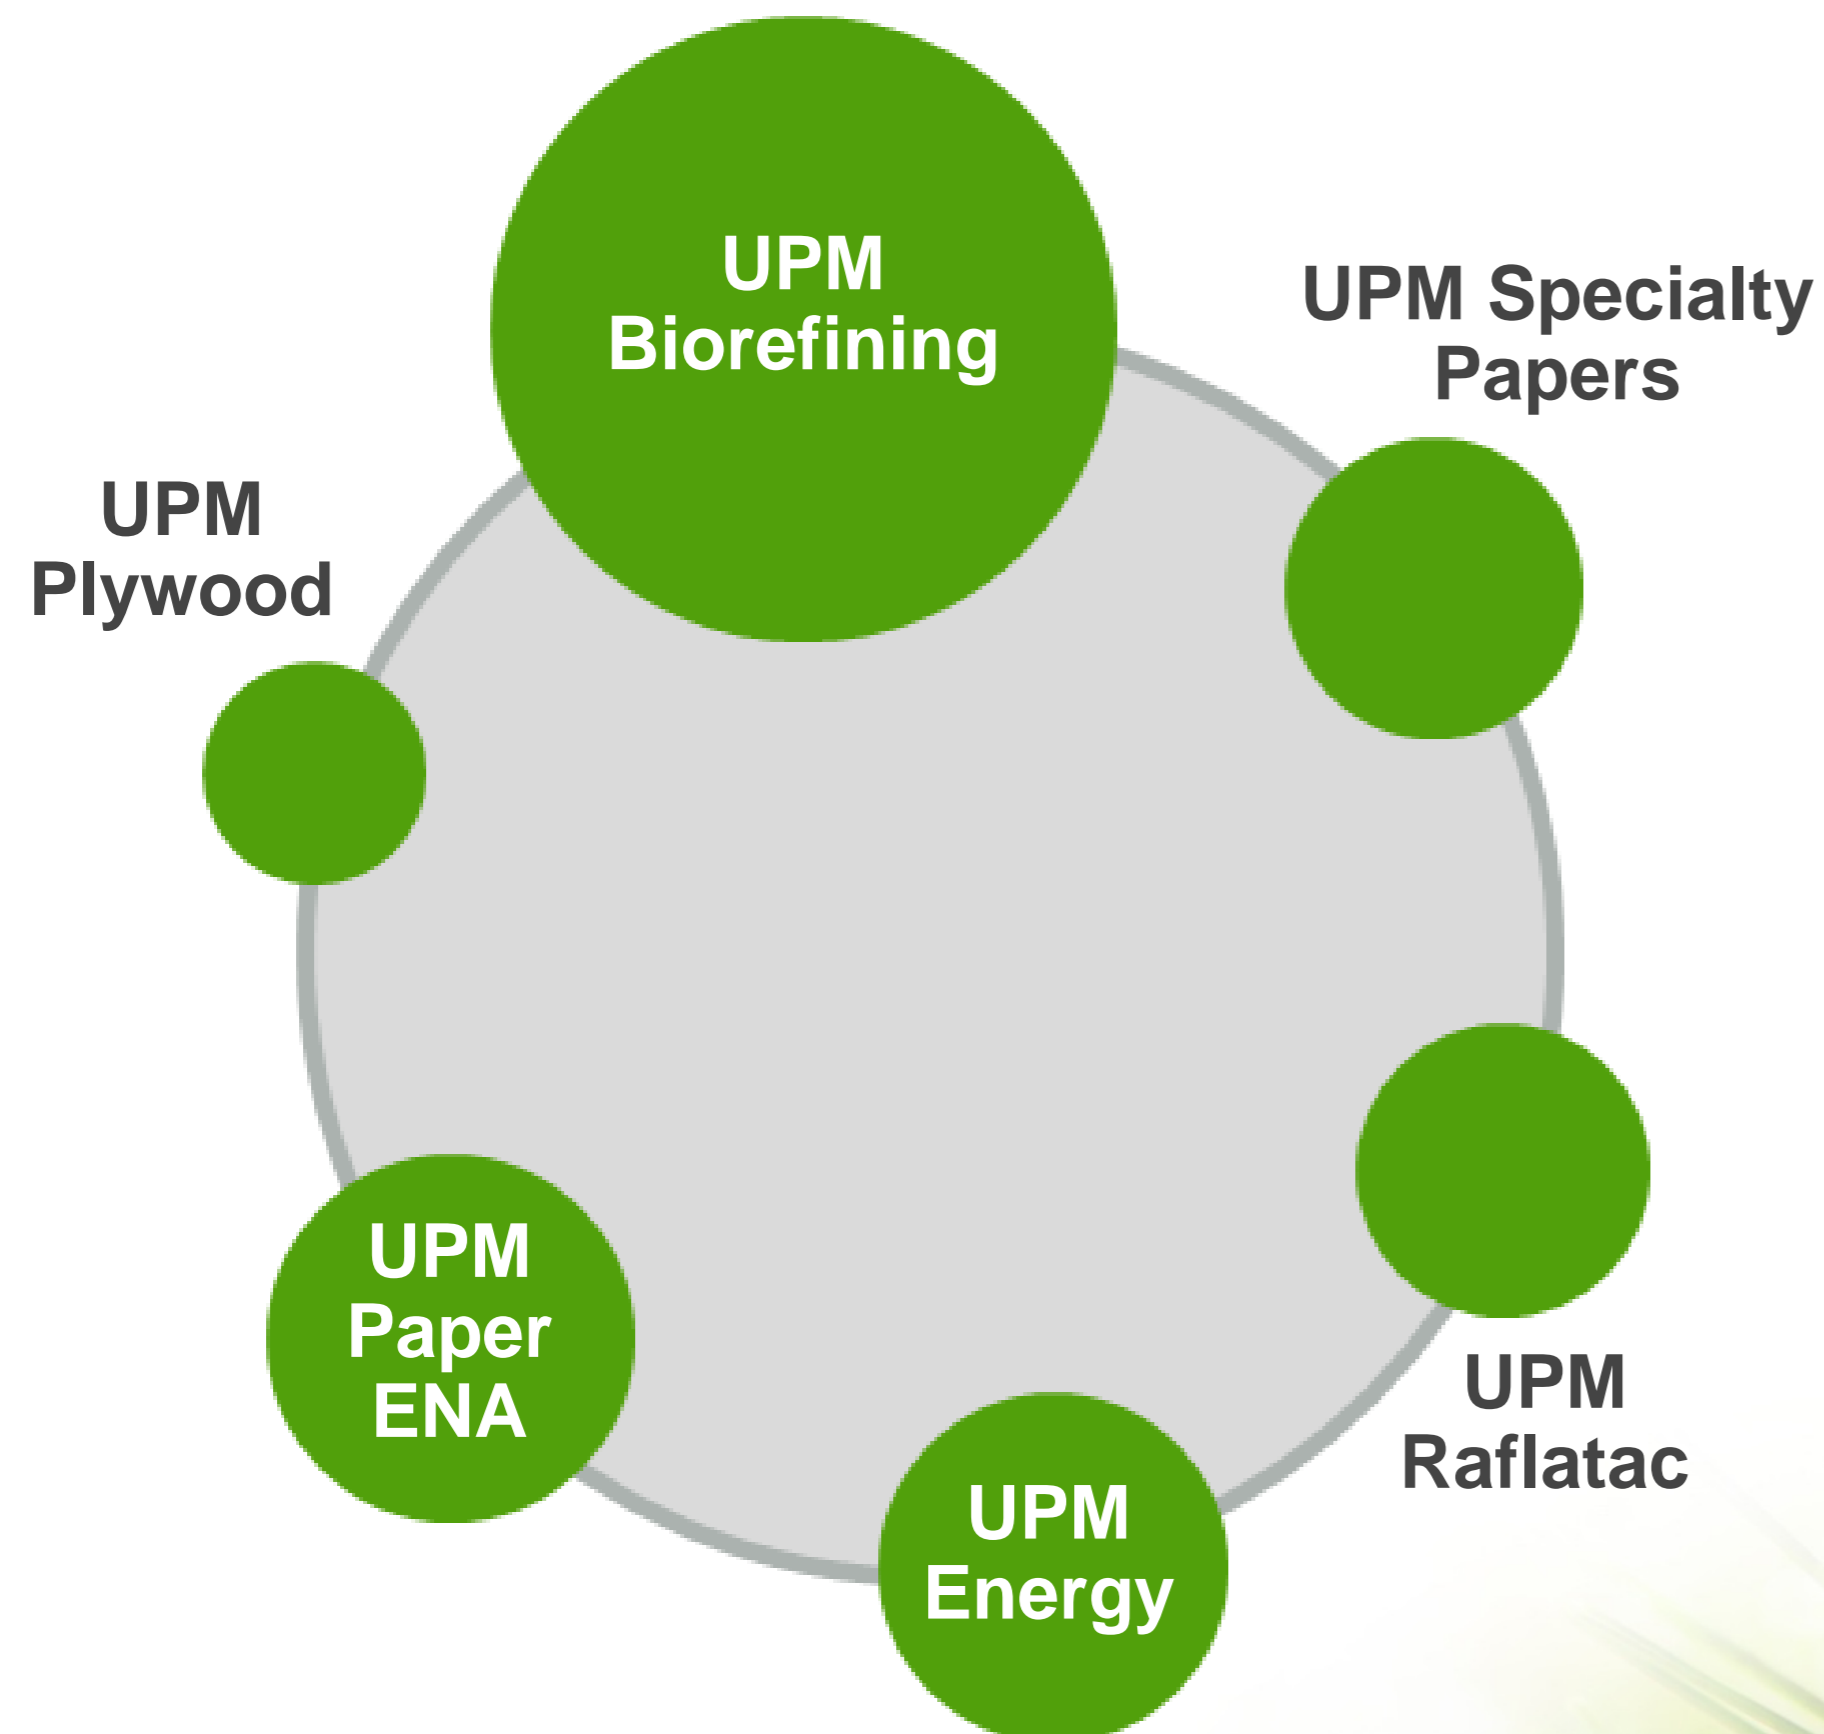 UPM
Biorefining
UPM Specialty
Papers
UPM
Plywood
UPM
Paper
ENA
UPM
Raflatac
UPM
Energy